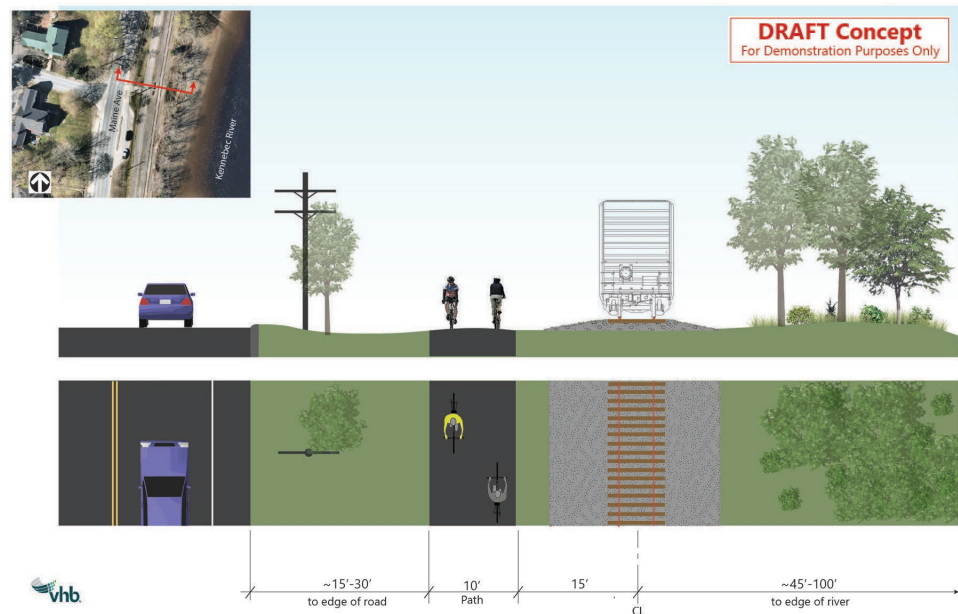 DRAFT Concept
For Demonstration Purposes Only
Maine Ave
Kennebec River
~15'-30'
to edge of road
10'
Path
15'
CL
~45'-100'
to edge of river
vhb.